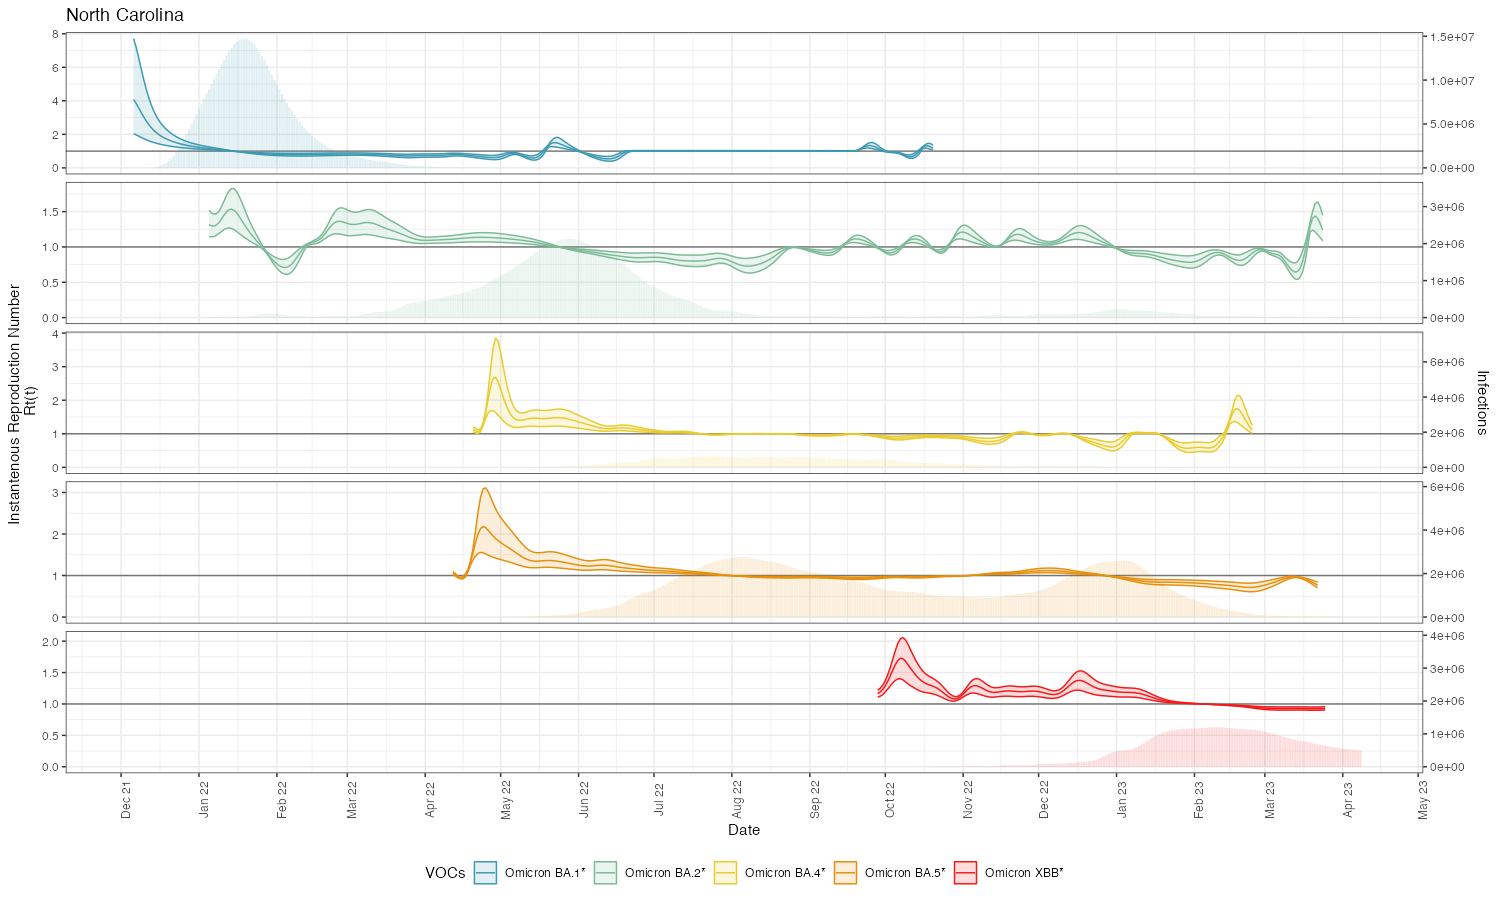 North Carolina
8
6
4
2
0
1.5e+07
1.0e+07
5.0e+06
0.0e+00
1.5
1.0
0.5
0.0
3e+06
2e+06
1e+06
0e+00
4
3
2
1
0
6e+06
4e+06
2e+06
0e+00
3
2
1
0
6e+06
4e+06
2e+06
0e+00
2.0
1.5
1.0
0.5
0.0
4e+06
3e+06
2e+06
1e+06
0e+00
Instantenous Reproduction Number
Rt(t)
Infections
Dec 21
Jan 22
Feb 22
Mar 22
Apr 22
May 22
Jun 22
Jul 22
Aug 22
Sep 22
Oct 22
Nov 22
Dec 22
Jan 23
Feb 23
Mar 23
Apr 23
May 23
Date
VOCs Omicron BA.1* Omicron BA.2* Omicron BA.4* Omicron BA.5* Omicron XBB*